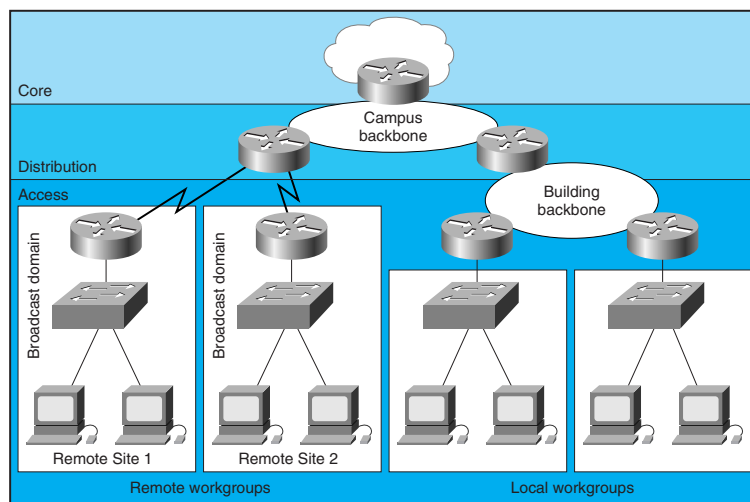 Core
Campus
backbone
Distribution
Access
Building
backbone
Broadcast domain
Broadcast domain
Remote Site 1
Remote Site 2
Remote workgroups
Local workgroups